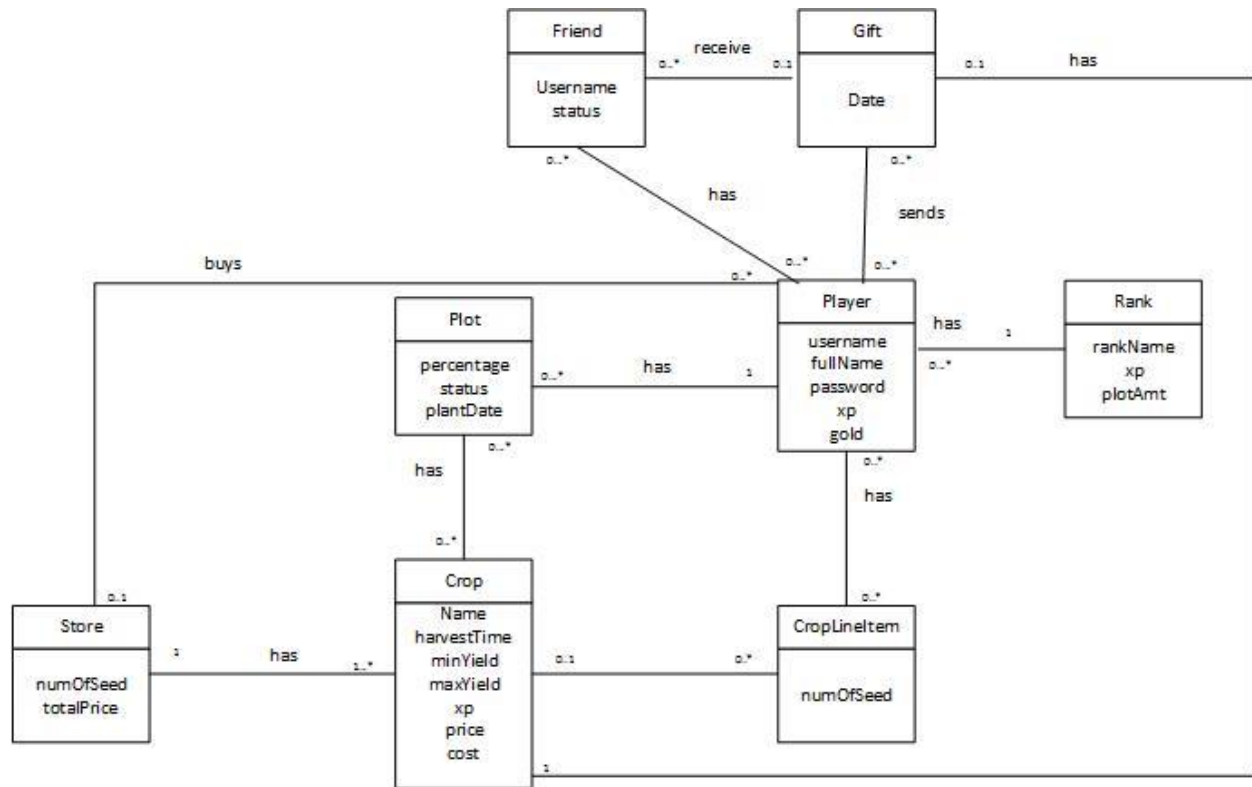 Friend
Gift
receive
0..*
0..1
0..1
has
Username
status
Date
0..*
0..*
has
sends
buys
0..*
0..*
0..*
Player
Rank
Plot
has
1
username
fullName
password
xp
gold
rankName
xp
plotAmt
percentage
status
plantDate
0..*
has
1
0..*
0..*
0..*
has
has
0..*
Crop
0..1
0..*
Store
CropLineItem
Name
harvestTime
minYield
maxYield
xp
price
cost
1
has
1..*
0..1
0..*
numOfSeed
totalPrice
numOfSeed
1